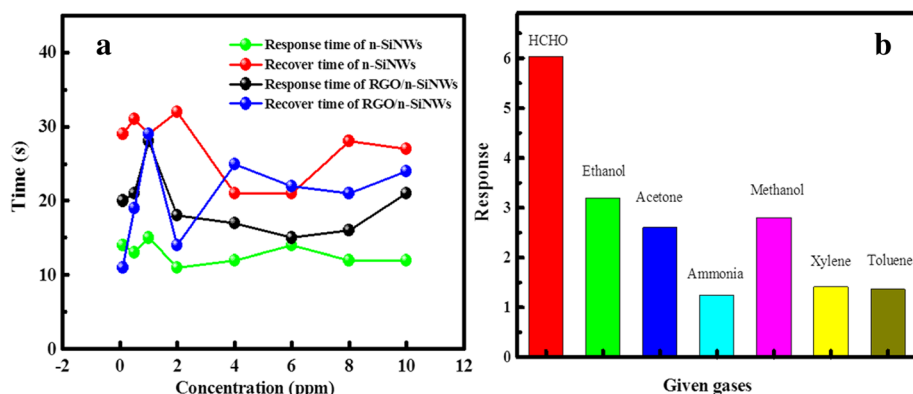 a
Response time of n-SiNWs
Recover time of n-SiNWs
Response time of RGO/n-SiNWs
Recover time of RGO/n-SiNWs
40
30
20
10
0
Time (s)
-2 0 2 4 6 8 10 12
Concentration (ppm)
b
HCHO
Ethanol
Acetone
Ammonia
Methanol
Xylene
Toluene
6
5
4
3
2
1
0
Response
Given gases